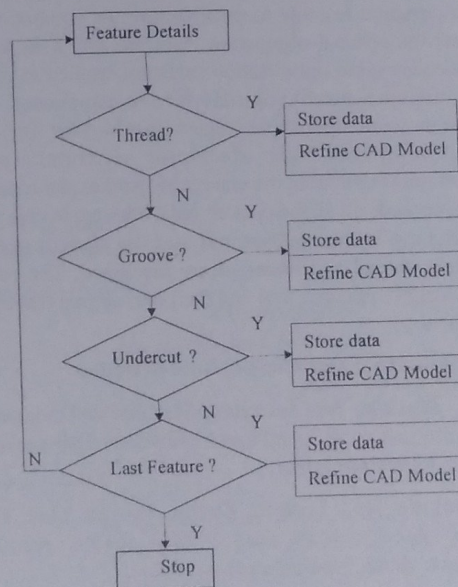 Feature Details
Y
Thread?
Store data
Refine CAD Model
N
Y
Groove ?
Store data
Refine CAD Model
N
Y
Undercut ?
Store data
Refine CAD Model
N
Y
Last Feature ?
Store data
Refine CAD Model
N
Y
Stop